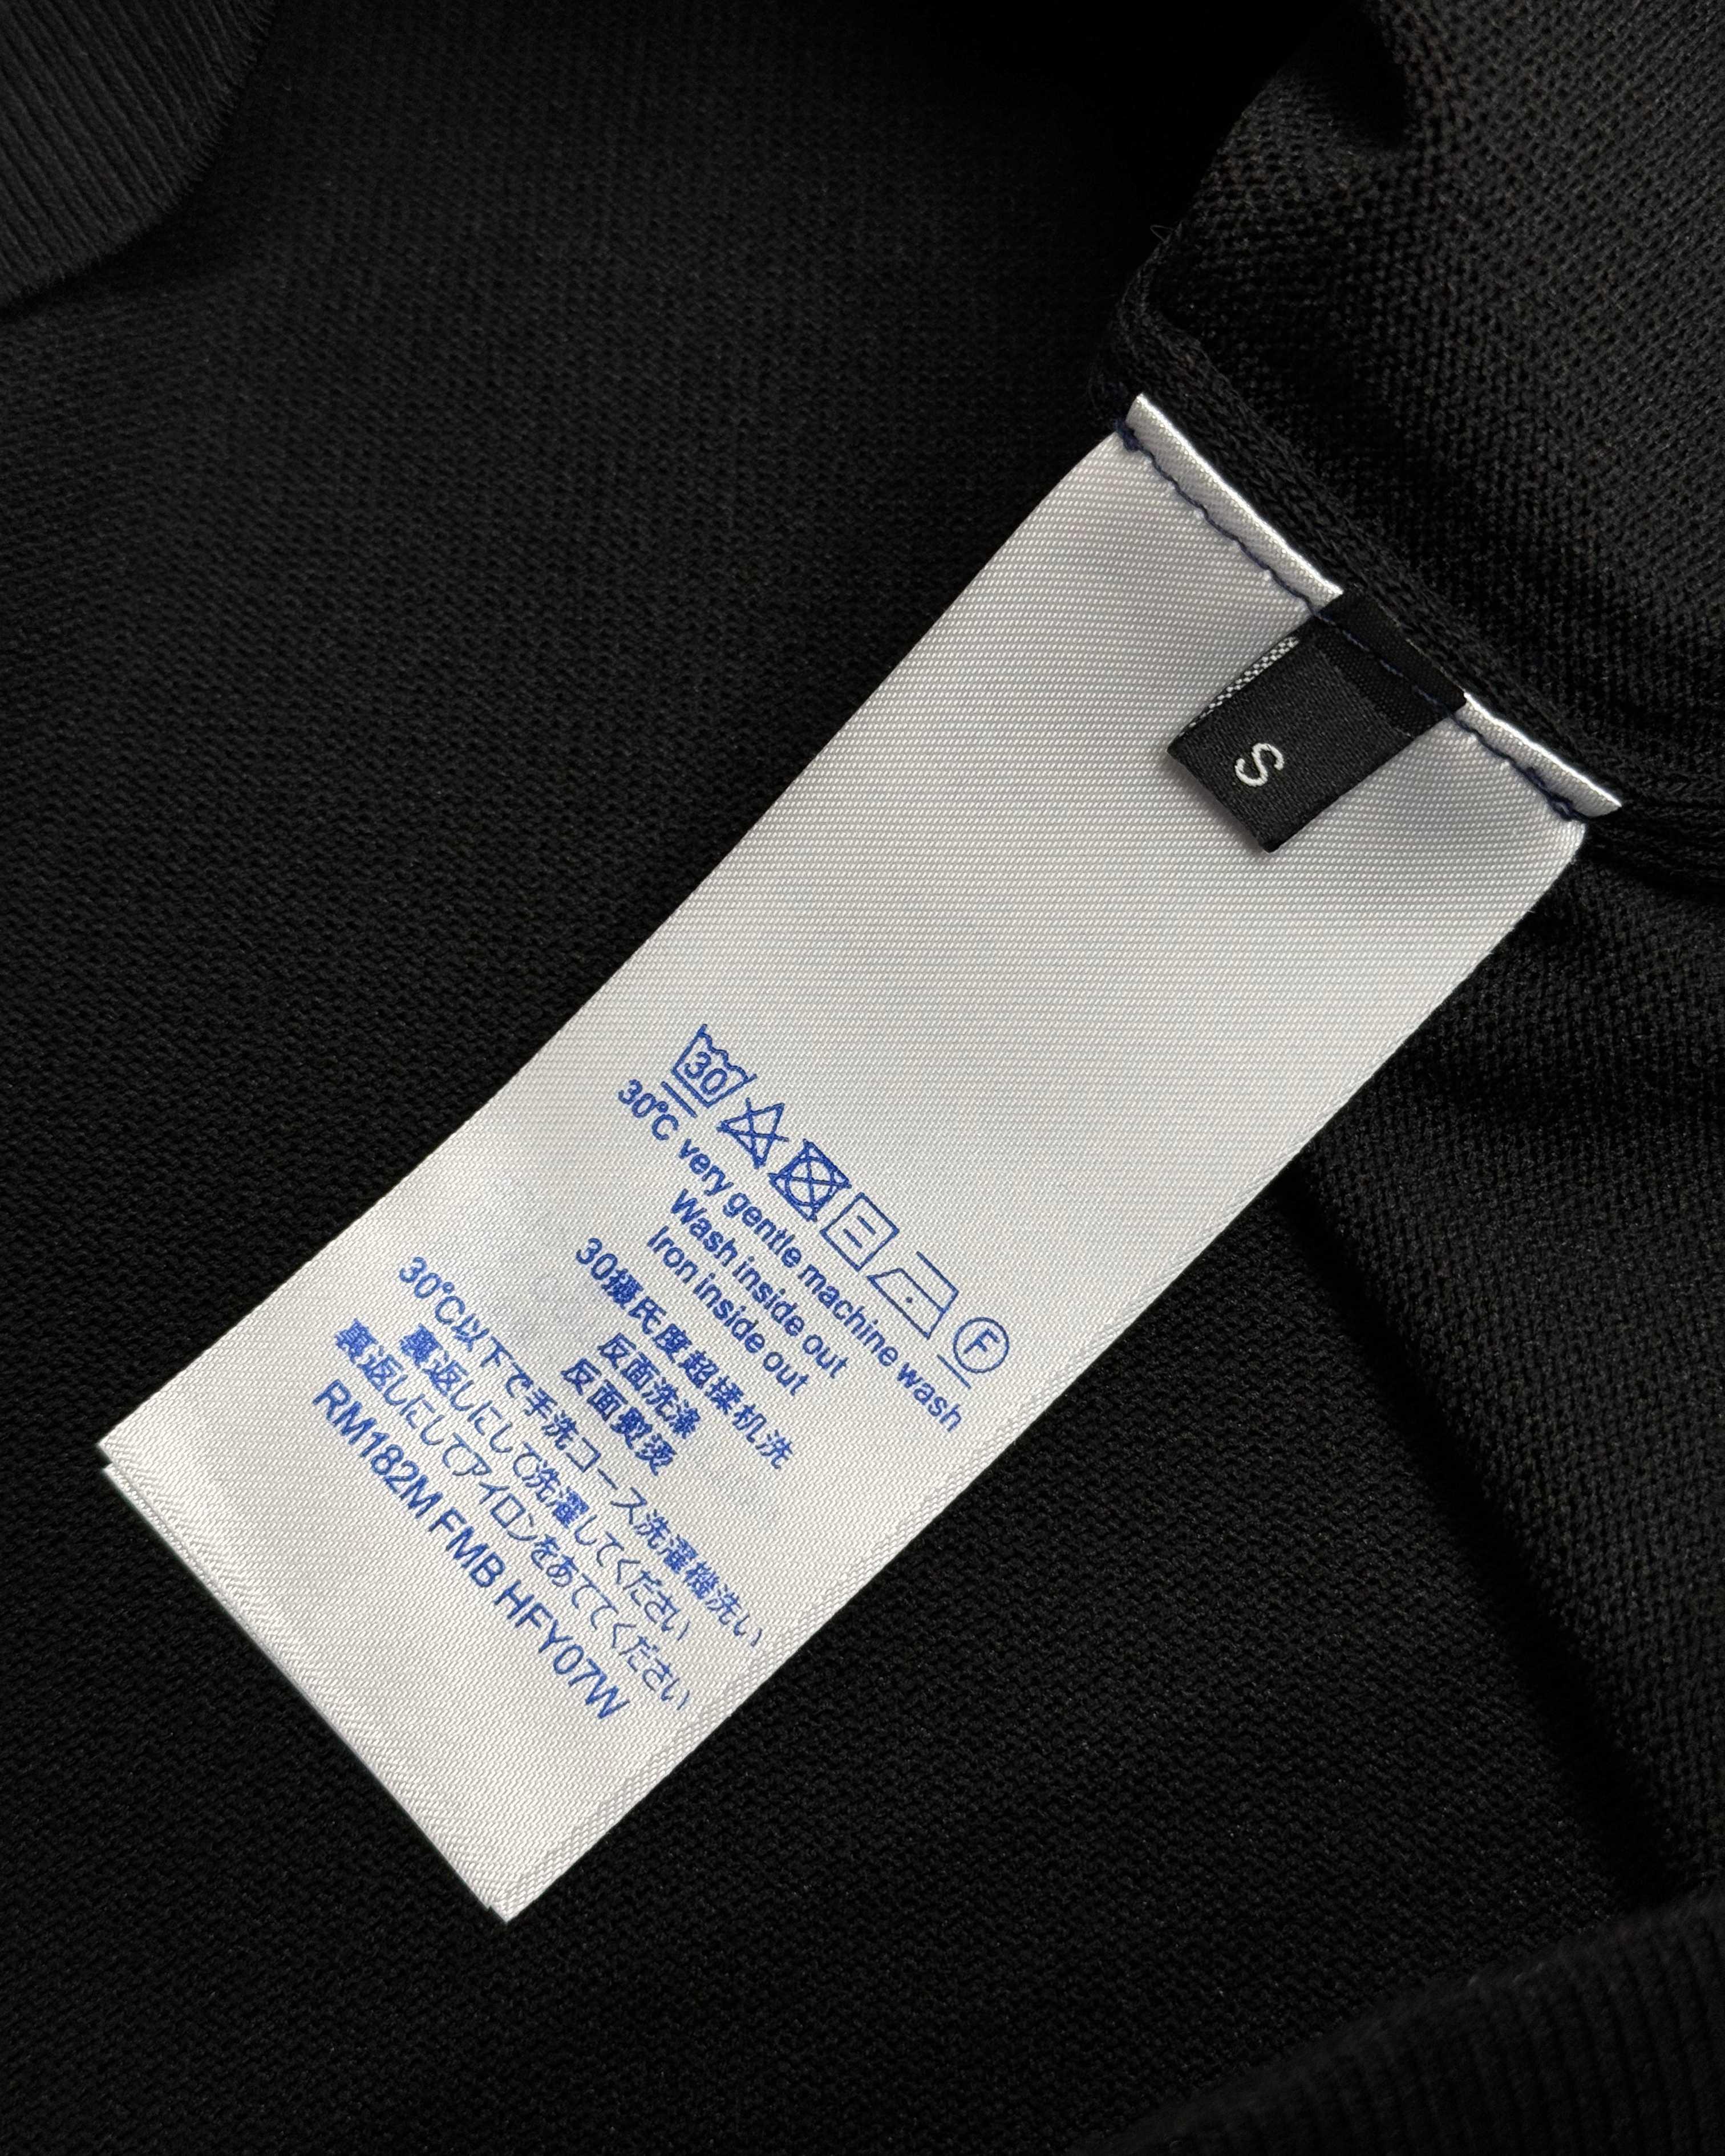 S
30
F
30°C very gentle machine wash
Wash inside out
Iron inside out
30摄氏度超揉机洗
反面洗涤
反面熨烫
30℃以下で手洗コース洗濯機洗い
裏返しにして洗濯してください
裏返しにしてアイロンをあててください
RM182M FMB HFY07W